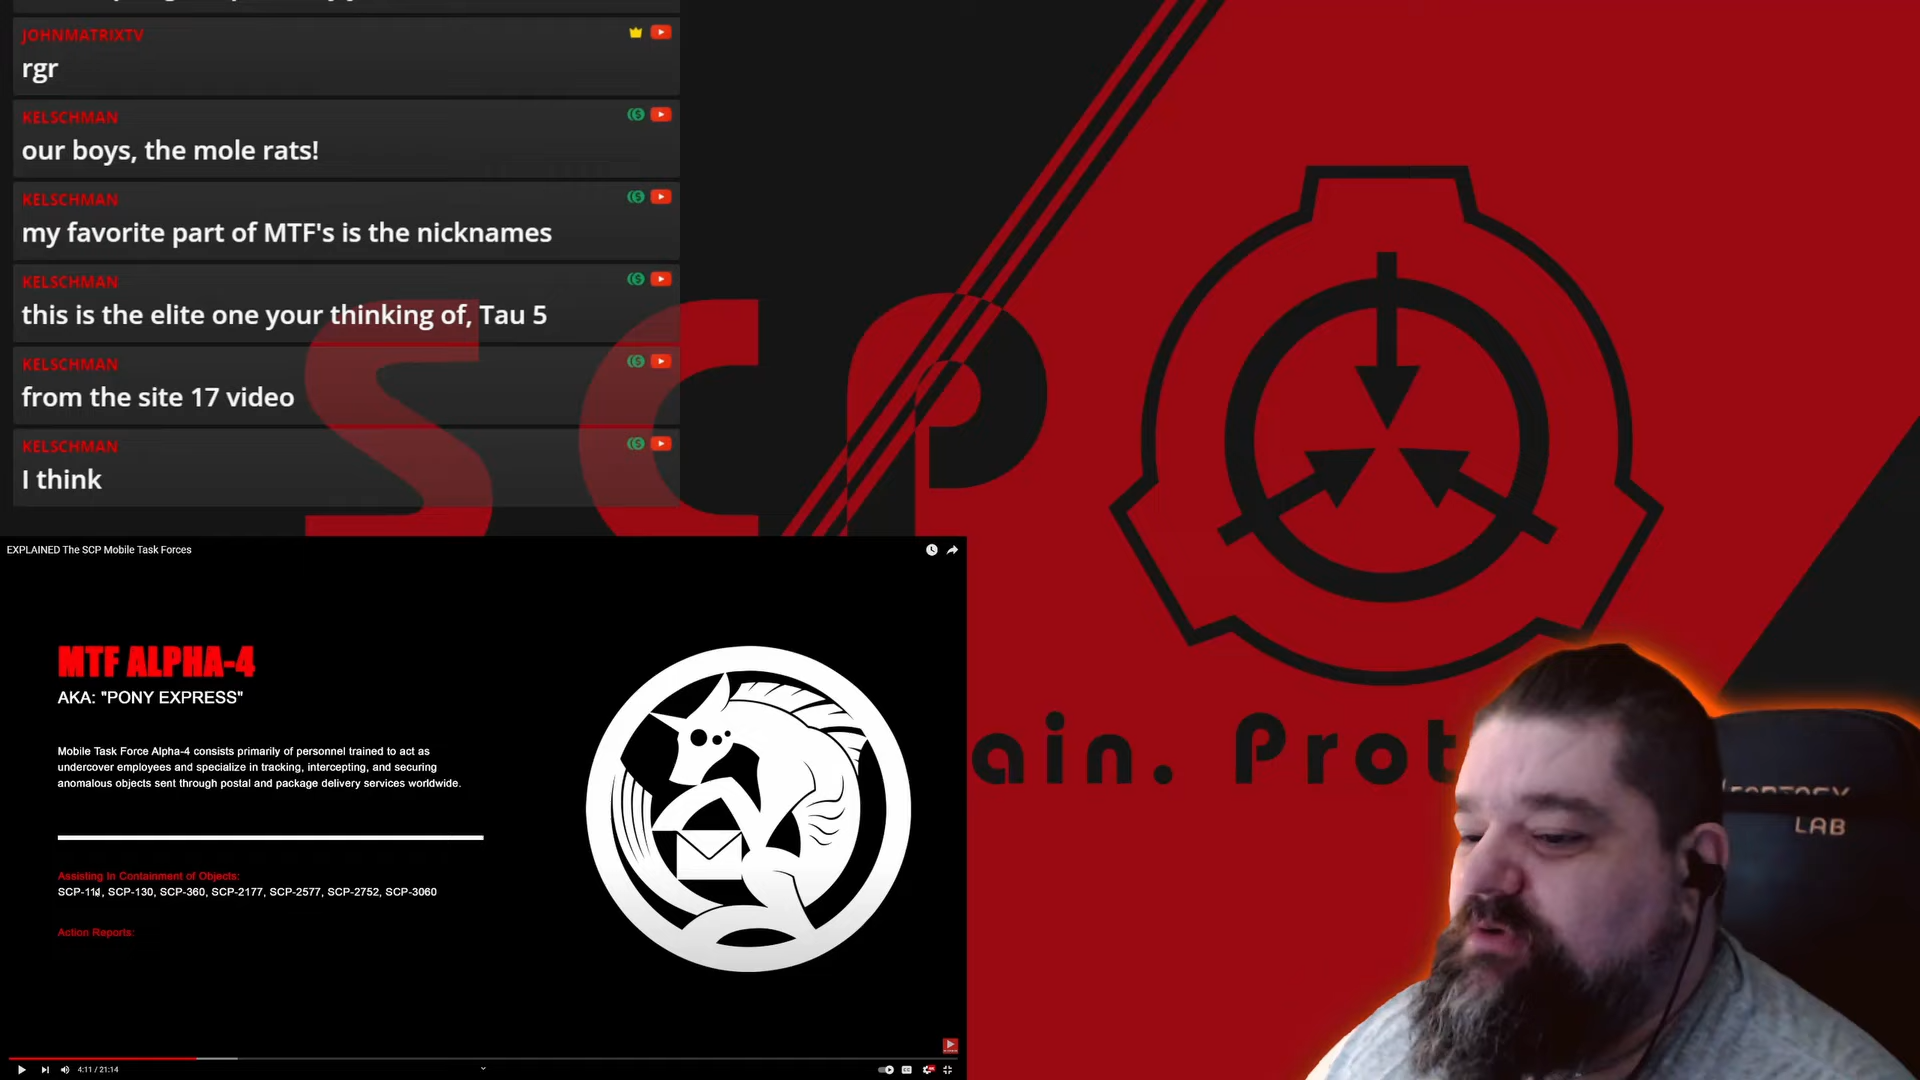 JOHNMATRIXTV
rgr
KELSCHMAN
our boys, the mole rats!
KELSCHMAN
my favorite part of MTF's is the nicknames
KELSCHMAN
this is the elite one your thinking of, Tau 5
KELSCHMAN
from the site 17 video
KELSCHMAN
I think
SCP
ain. Prot
LAB
EXPLAINED The SCP Mobile Task Forces
MTF ALPHA-4
AKA: "PONY EXPRESS"
Mobile Task Force Alpha-4 consists primarily of personnel trained to act as
undercover employees and specialize in tracking, intercepting, and securing
anomalous objects sent through postal and package delivery services worldwide.
Assisting In Containment of Objects:
SCP-130, SCP-360, SCP-2177, SCP-2577, SCP-2752, SCP-3060
Action Reports:
4:11 / 21:14